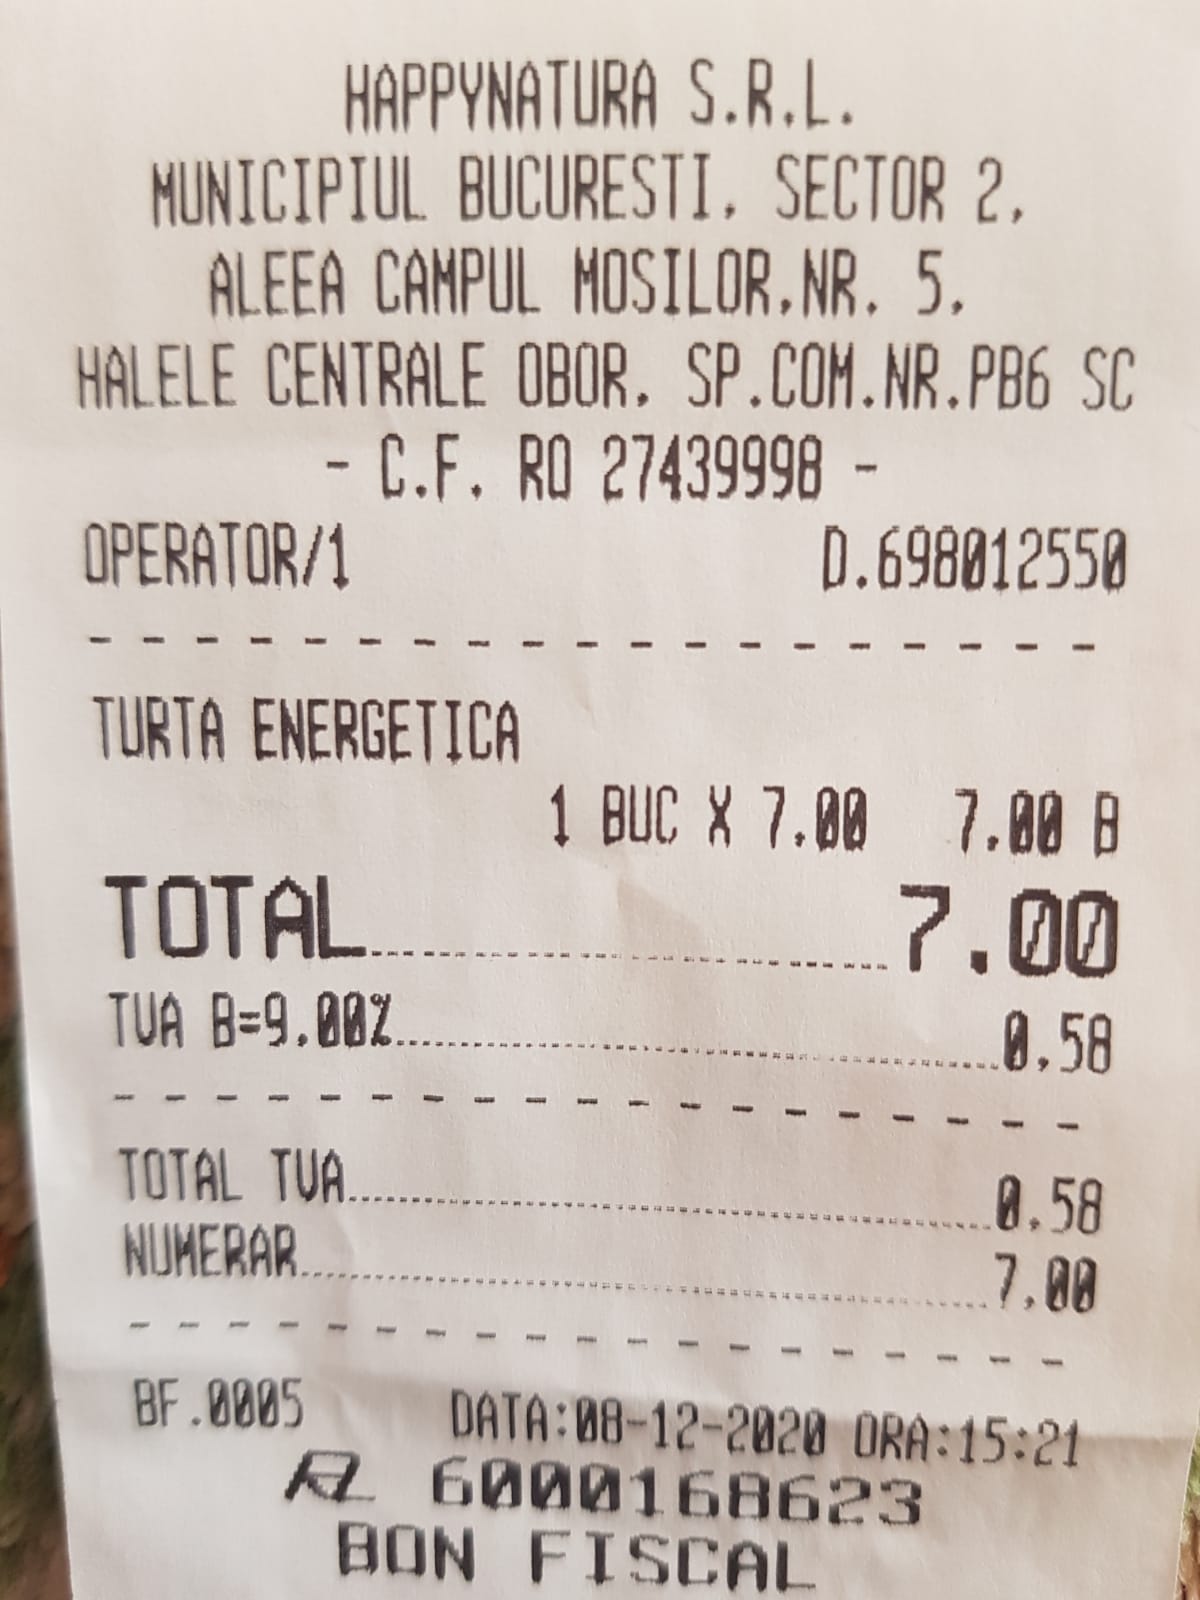 HAPPYNATURA S.R.L.
MUNICIPIUL BUCURESTI, SECTOR 2,
ALEEA CAMPUL MOSILOR,NR. 5,
HALELE CENTRALE OBOR, SP.COM.NR.PB6 SC
- C.F. RO 27439998 -
OPERATOR/1 D.698012550
TURTA ENERGETICA
1 BUC X 7.00 7.00 B
TOTAL 7.00
TVA B=9.00% 0.58
TOTAL TVA 0.58
NUMERAR 7.00
BF.0005 DATA:08-12-2020 ORA:15:21
6000168623
BON FISCAL